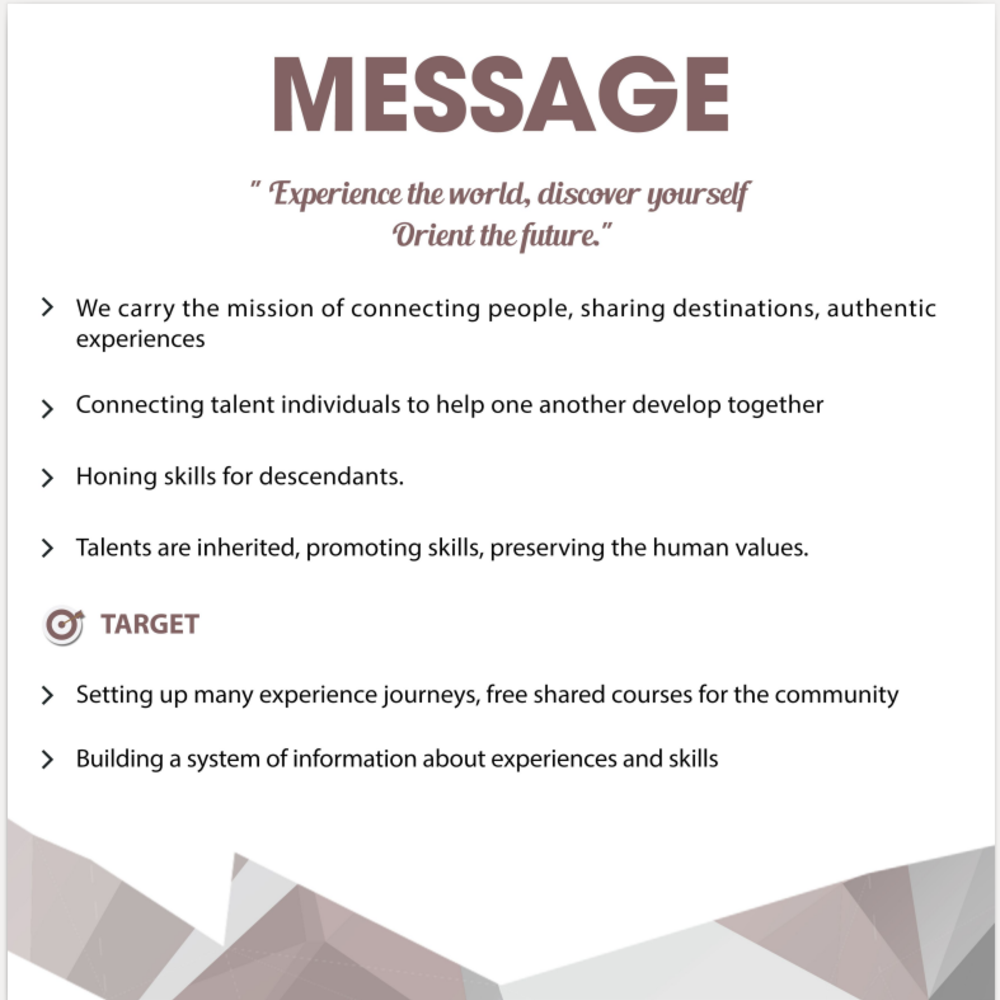 MESSAGE
" Experience the world, discover yourself
Orient the future."
We carry the mission of connecting people, sharing destinations, authentic
experiences
Connecting talent individuals to help one another develop together
Honing skills for descendants.
Talents are inherited, promoting skills, preserving the human values.
TARGET
Setting up many experience journeys, free shared courses for the community
Building a system of information about experiences and skills